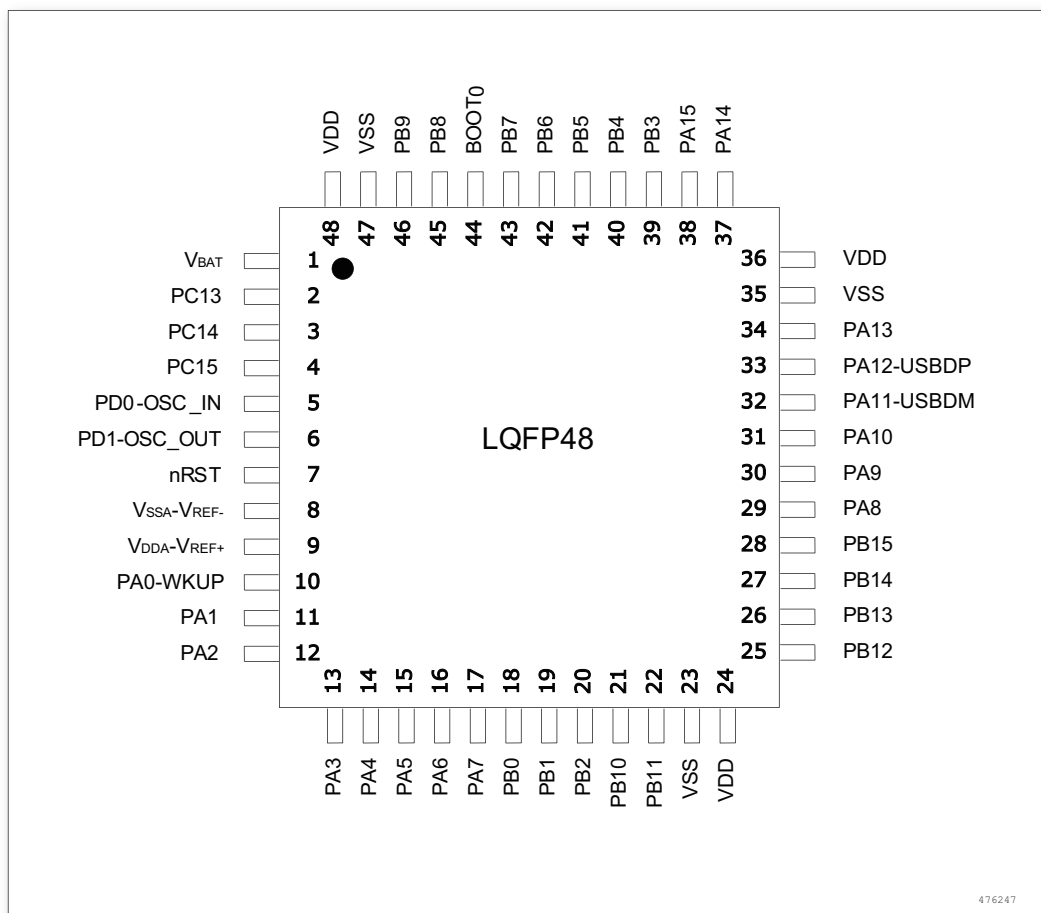 VDD
VSS
PB9
PB8
BOOT0
PB7
PB6
PB5
PB4
PB3
PA15
PA14
48
47
46
45
44
43
42
41
40
39
38
37
VBAT 1
PC13 2
PC14 3
PC15 4
PD0-OSC_IN 5
PD1-OSC_OUT 6
nRST 7
VSSA-VREF- 8
VDDA-VREF+ 9
PA0-WKUP 10
PA1 11
PA2 12
LQFP48
36 VDD
35 VSS
34 PA13
33 PA12-USBDP
32 PA11-USBDM
31 PA10
30 PA9
29 PA8
28 PB15
27 PB14
26 PB13
25 PB12
13
14
15
16
17
18
19
20
21
22
23
24
PA3
PA4
PA5
PA6
PA7
PB0
PB1
PB2
PB10
PB11
VSS
VDD
476247